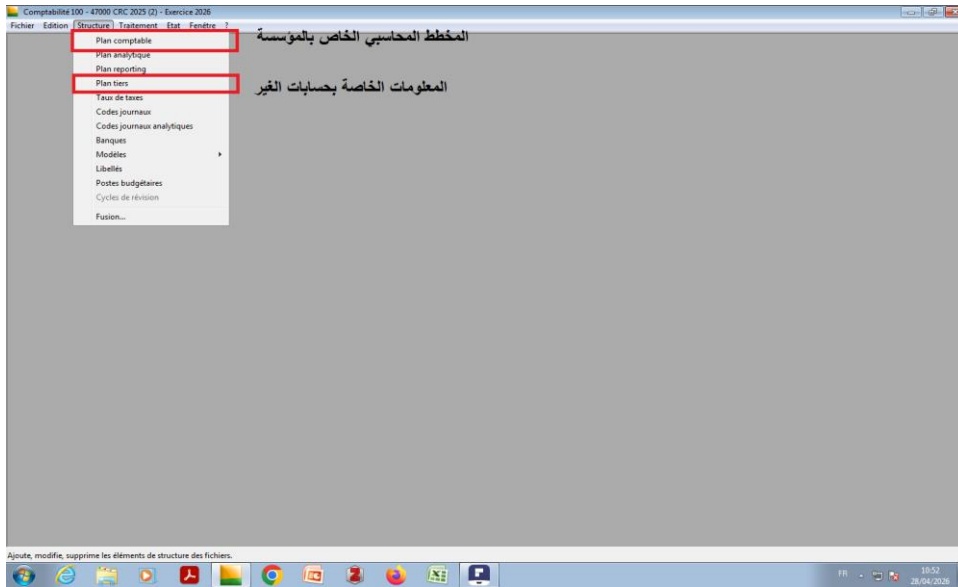 Comptabilité 100 - 47000 CRC 2025 (2) - Exercice 2026
Fichier Edition Structure Traitement Etat Fenêtre ?
Plan comptable
المخطط المحاسبي الخاص بالمؤسسة
Plan analytique
Plan reporting
Plan tiers
المعلومات الخاصة بحسابات الغير
Taux de taxes
Codes journaux
Codes journaux analytiques
Banques
Modèles
Libellés
Postes budgétaires
Cycles de révision
Fusion...
Ajoute, modifie, supprime les éléments de structure des fichiers.
FR
10:52
28/04/2026